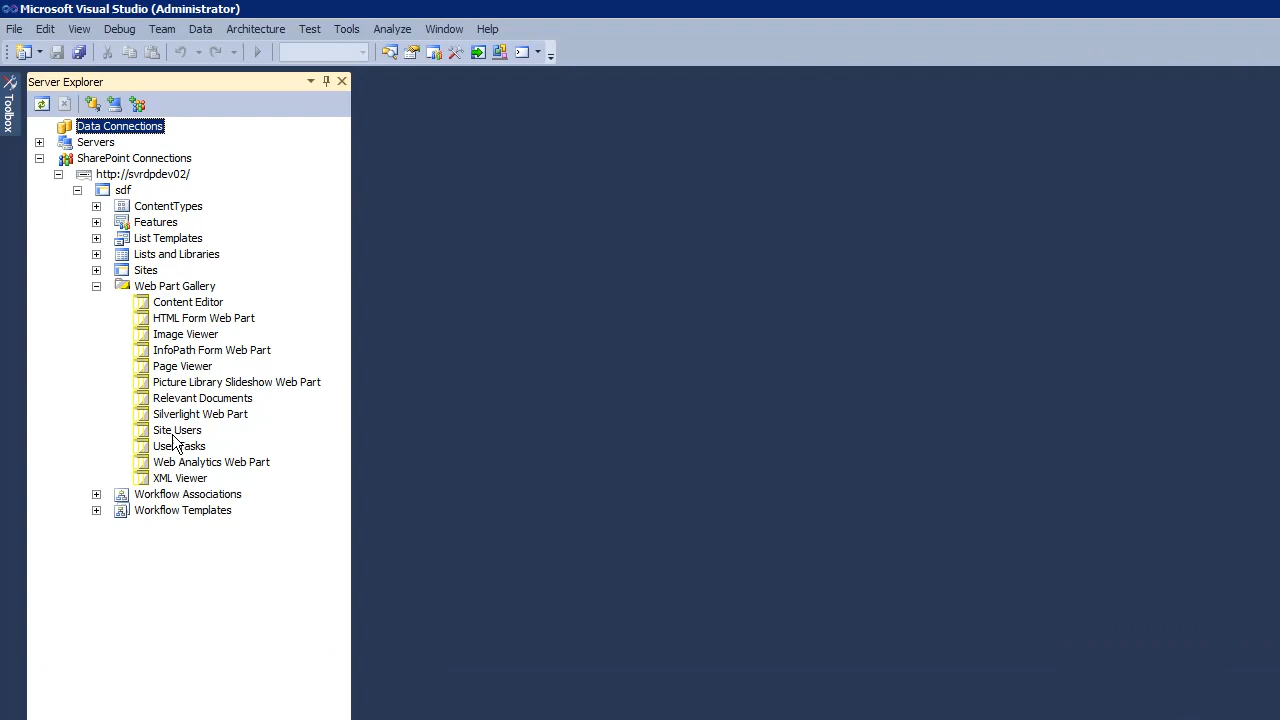 Microsoft Visual Studio (Administrator)
File Edit View Debug Team Data Architecture Test Tools Analyze Window Help
Server Explorer
Toolbox
Data Connections
Servers
SharePoint Connections
http://svrdpdev02/
sdf
ContentTypes
Features
List Templates
Lists and Libraries
Sites
Web Part Gallery
Content Editor
HTML Form Web Part
Image Viewer
InfoPath Form Web Part
Page Viewer
Picture Library Slideshow Web Part
Relevant Documents
Silverlight Web Part
Site Users
User Tasks
Web Analytics Web Part
XML Viewer
Workflow Associations
Workflow Templates